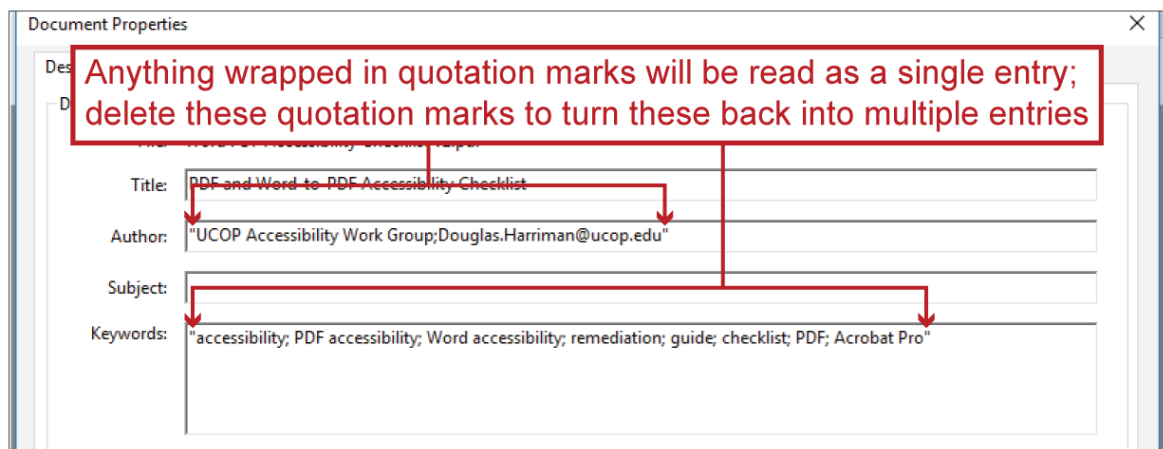 Document Properties
Anything wrapped in quotation marks will be read as a single entry;
delete these quotation marks to turn these back into multiple entries
Des
D
Title: PDF and Word-to-PDF Accessibility Checklist
Author: "UCOP Accessibility Work Group;Douglas.Harriman@ucop.edu"
Subject:
Keywords: "accessibility; PDF accessibility; Word accessibility; remediation; guide; checklist; PDF; Acrobat Pro"